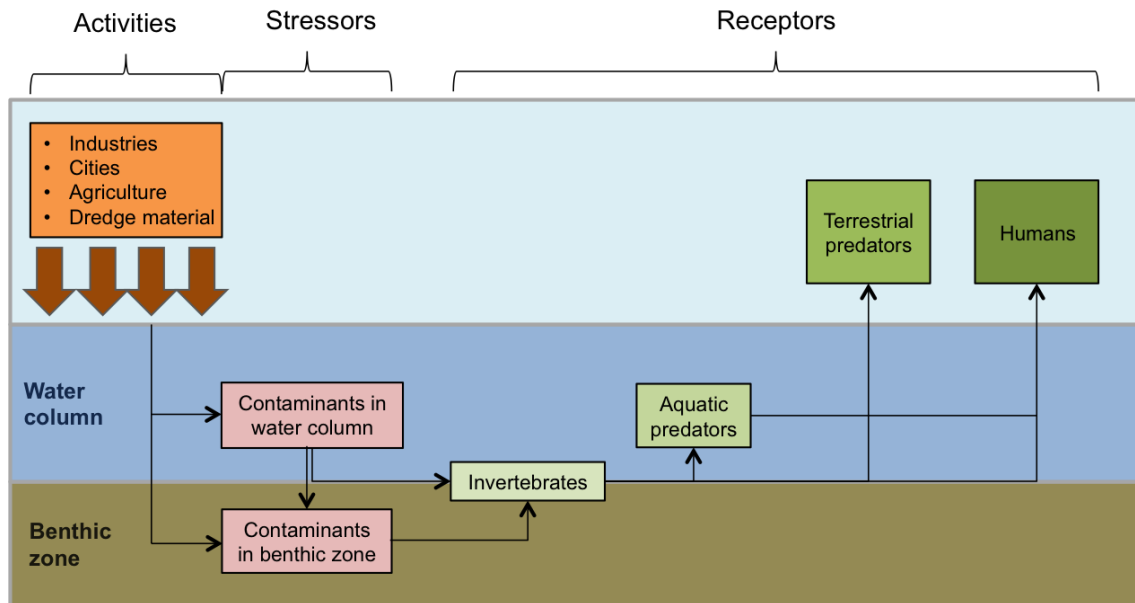 Activities
Stressors
Receptors
• Industries
• Cities
• Agriculture
• Dredge material
Terrestrial
predators
Humans
Water
column
Contaminants in
water column
Aquatic
predators
Invertebrates
Benthic
zone
Contaminants
in benthic zone